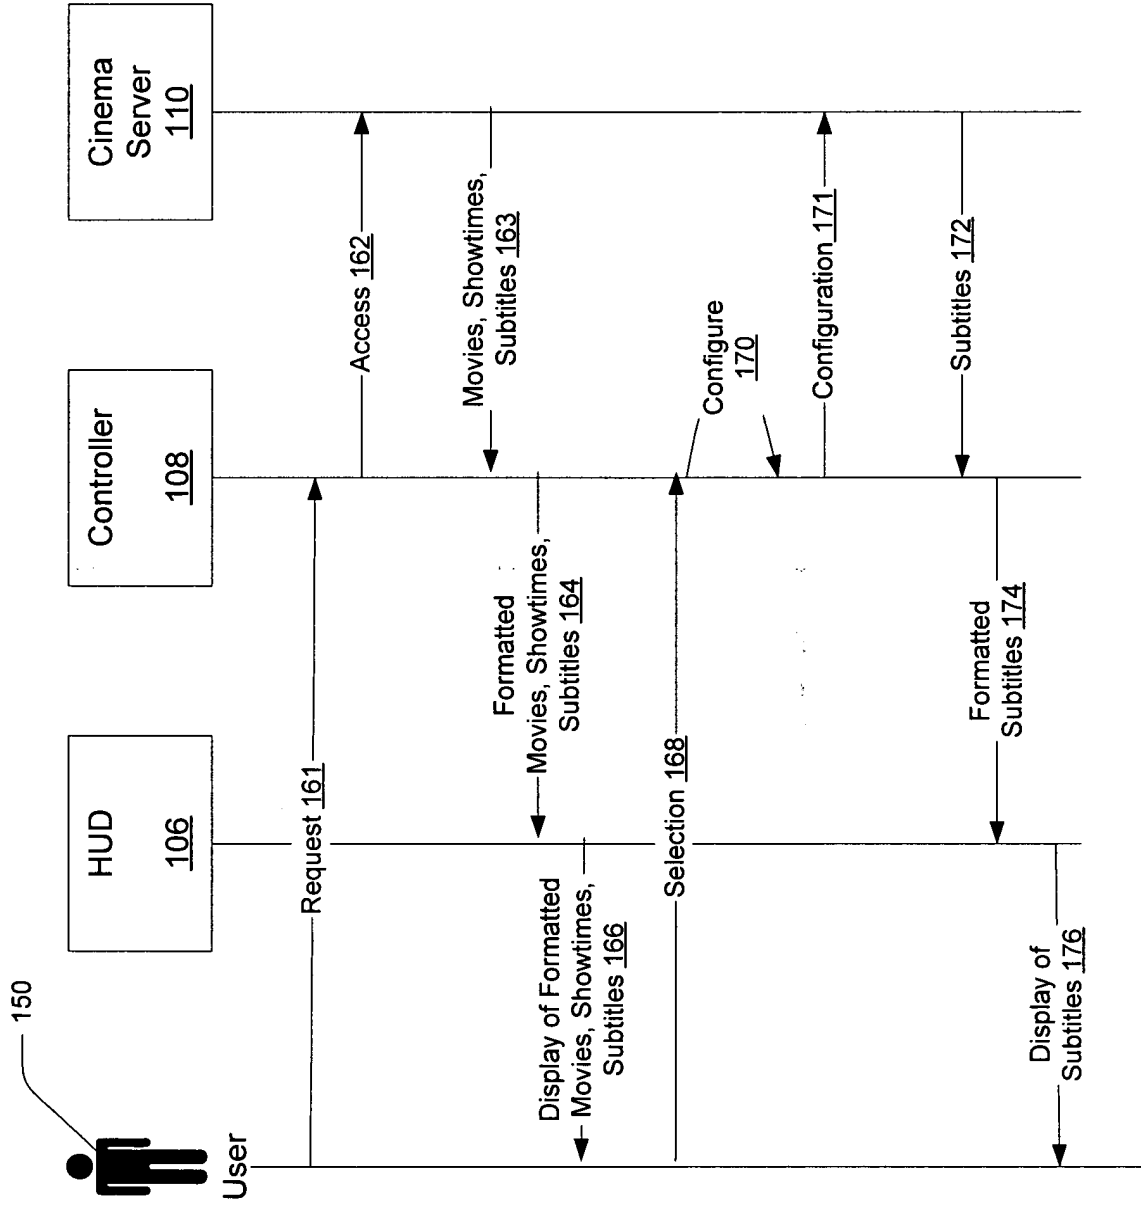 150
User
HUD
106
Controller
108
Cinema
Server
110
Request 161
Access 162
Movies, Showtimes,
Subtitles 163
Formatted
Movies, Showtimes,
Subtitles 164
Display of Formatted
Movies, Showtimes,
Subtitles 166
Selection 168
Configure
170
Configuration 171
Subtitles 172
Formatted
Subtitles 174
Display of
Subtitles 176